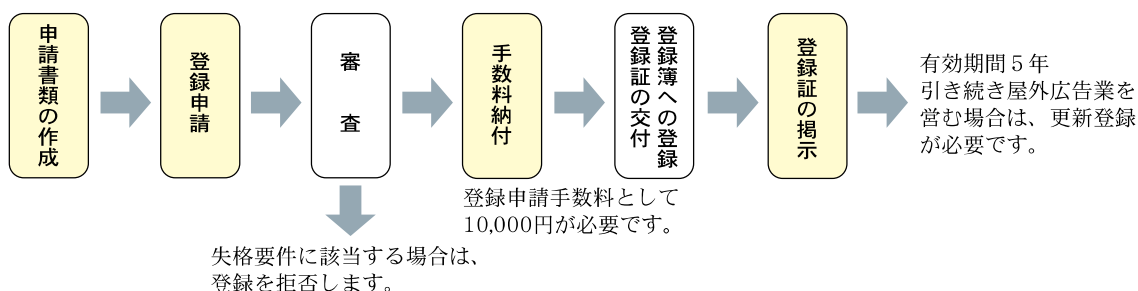 申請書類の作成
登録申請
審査
失格要件に該当する場合は、
登録を拒否します。
手数料納付
登録申請手数料として
10,000円が必要です。
登録簿への登録
登録証の交付
登録証の掲示
有効期間５年
引き続き屋外広告業を
営む場合は、更新登録
が必要です。